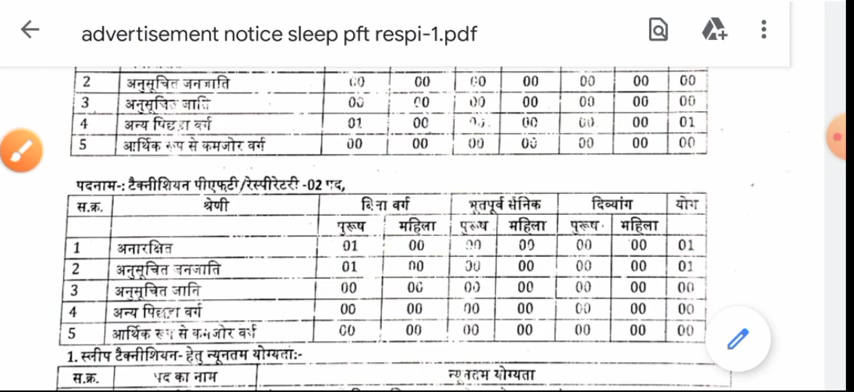 advertisement notice sleep pft respi-1.pdf
2 अनुसूचित जनजाति 00 00 00 00 00 00 00
3 अनुसूचित जाति 00 00 00 00 00 00 00
4 अन्य पिछड़ा वर्ग 01 00 00 00 00 01
5 आर्थिक रूप से कमजोर वर्ग 00 00 00 00 00 00 00
पदनाम-: टैक्नीशियन पीएफटी/रेस्पीरेटरी -02 पद,
स.क्र. श्रेणी बिना वर्ग भूतपूर्व सैनिक दिव्यांग योग
पुरूष महिला पुरूष महिला पुरूष महिला
1 अनारक्षित 01 00 00 00 00 00 01
2 अनुसूचित जनजाति 01 00 00 00 00 00 01
3 अनुसूचित जाति 00 00 00 00 00 00 00
4 अन्य पिछड़ा वर्ग 00 00 00 00 00 00 00
5 आर्थिक रूप से कमजोर वर्ग 00 00 00 00 00 00 00
1. स्लीप टैक्नीशियन- हेतु न्यूनतम योग्यता:-
स.क्र. पद का नाम न्यूनतम योग्यता